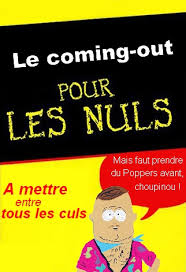 Le coming-out
POUR
LES NULS
Mais faut prendre
du Poppers avant,
choupinou !
A mettre
entre
tous les culs